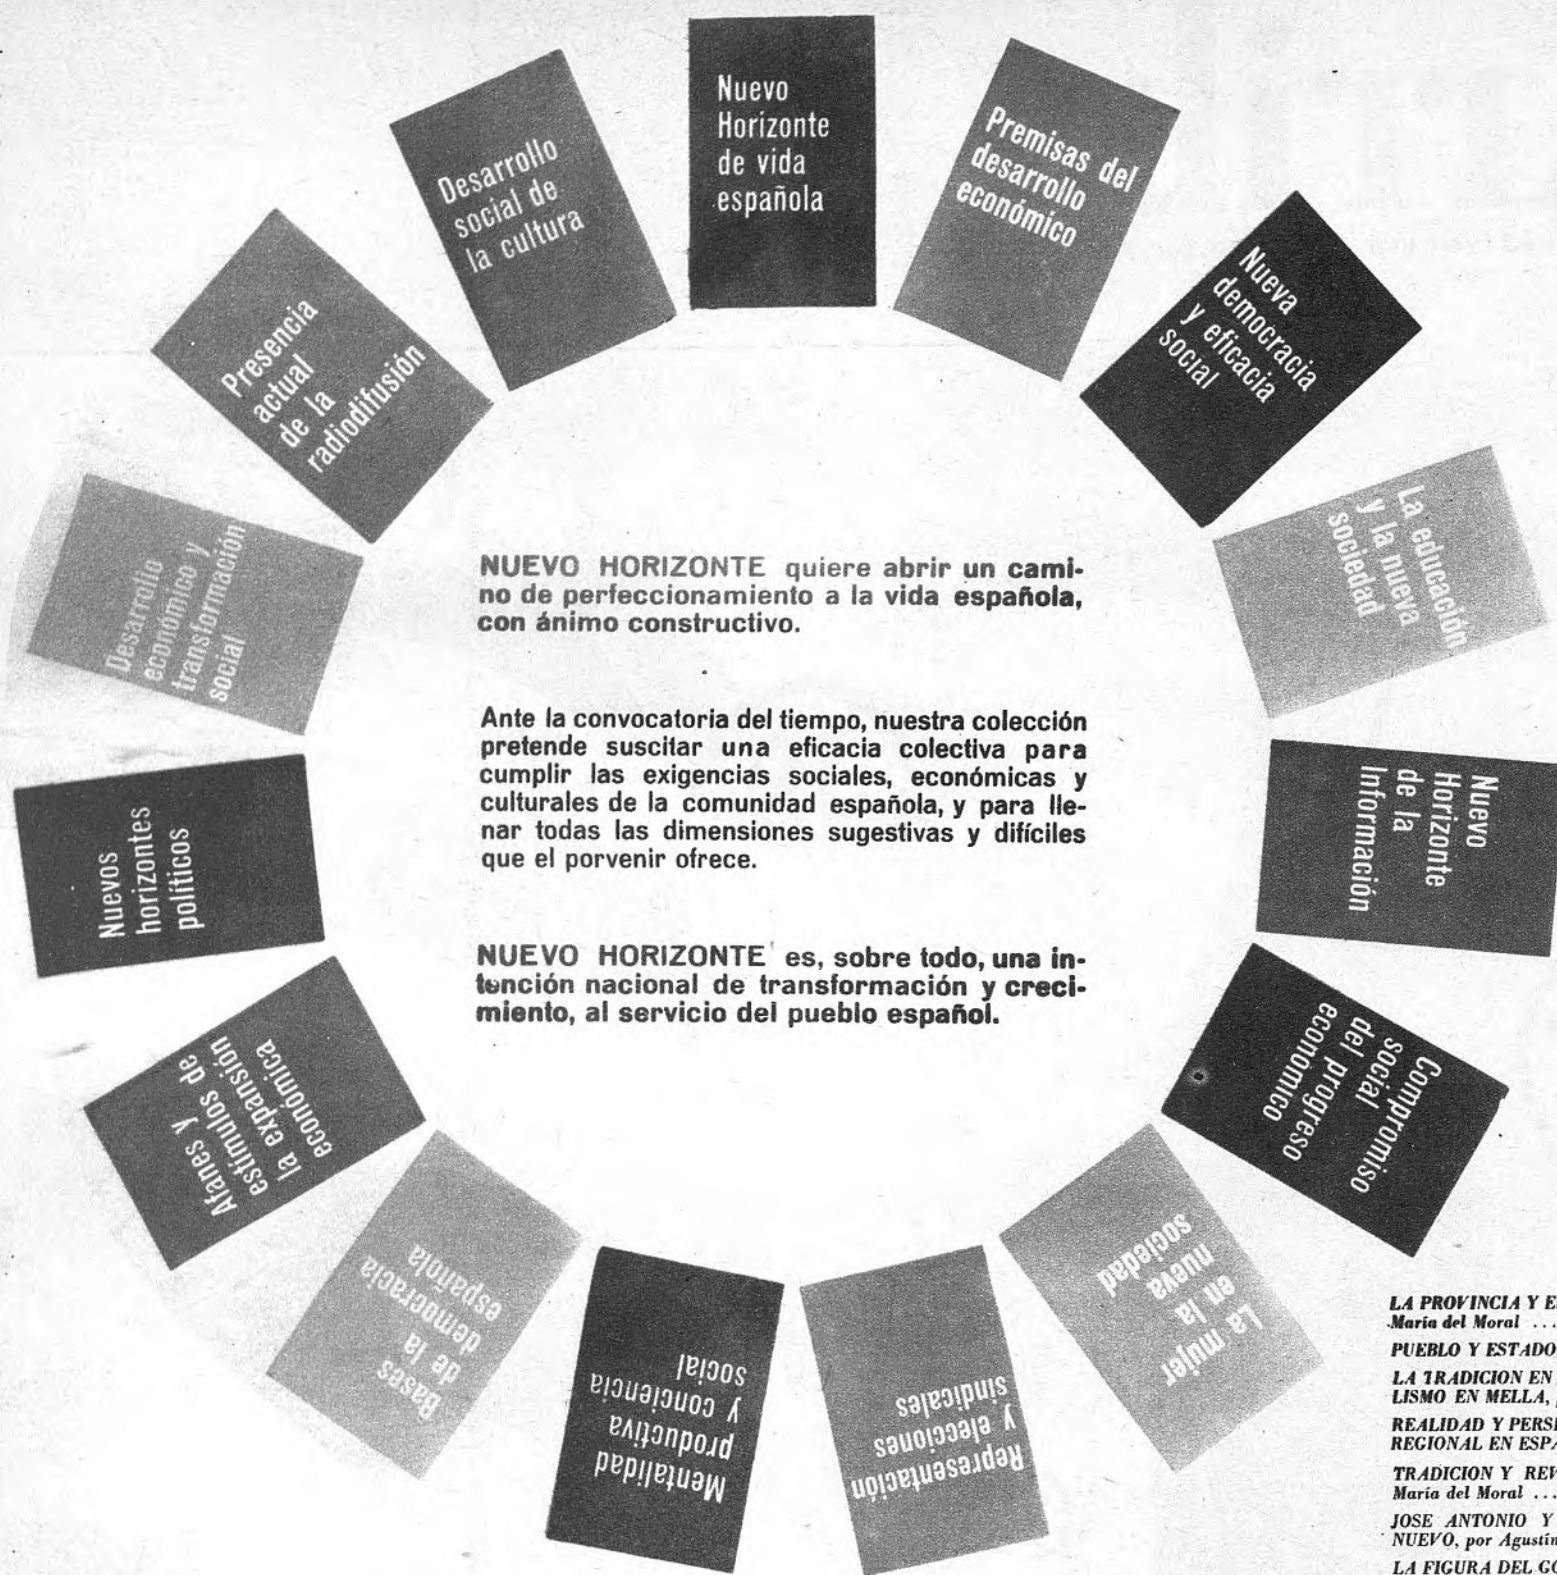 Nuevo
Horizonte
de vida
española
Premisas del
desarrollo
económico
Nueva
democracia
y eficacia
social
La educación
y la nueva
sociedad
Nuevo
Horizonte
de la
Información
Compromiso
social
del progreso
económico
La mujer
en la
nueva
sociedad
Representación
y elecciones
sindicales
Mentalidad
productiva
y conciencia
social
Bases
de la
democracia
española
Afanes y
estímulos de
la expansión
económica
Nuevos
horizontes
políticos
Desarrollo
económico y
transformación
social
Presencia
actual
de la
radiodifusión
Desarrollo
social de
la cultura
NUEVO HORIZONTE quiere abrir un cami-
no de perfeccionamiento a la vida española,
con ánimo constructivo.
Ante la convocatoria del tiempo, nuestra colección
pretende suscitar una eficacia colectiva para
cumplir las exigencias sociales, económicas y
culturales de la comunidad española, y para lle-
nar todas las dimensiones sugestivas y difíciles
que el porvenir ofrece.
NUEVO HORIZONTE es, sobre todo, una in-
tención nacional de transformación y creci-
miento, al servicio del pueblo español.
LA PROVINCIA Y E
María del Moral ...
PUEBLO Y ESTADO
LA TRADICION EN
LISMO EN MELLA,
REALIDAD Y PERS
REGIONAL EN ESPA
TRADICION Y REV
María del Moral ...
JOSE ANTONIO Y
NUEVO, por Agustín
LA FIGURA DEL GO